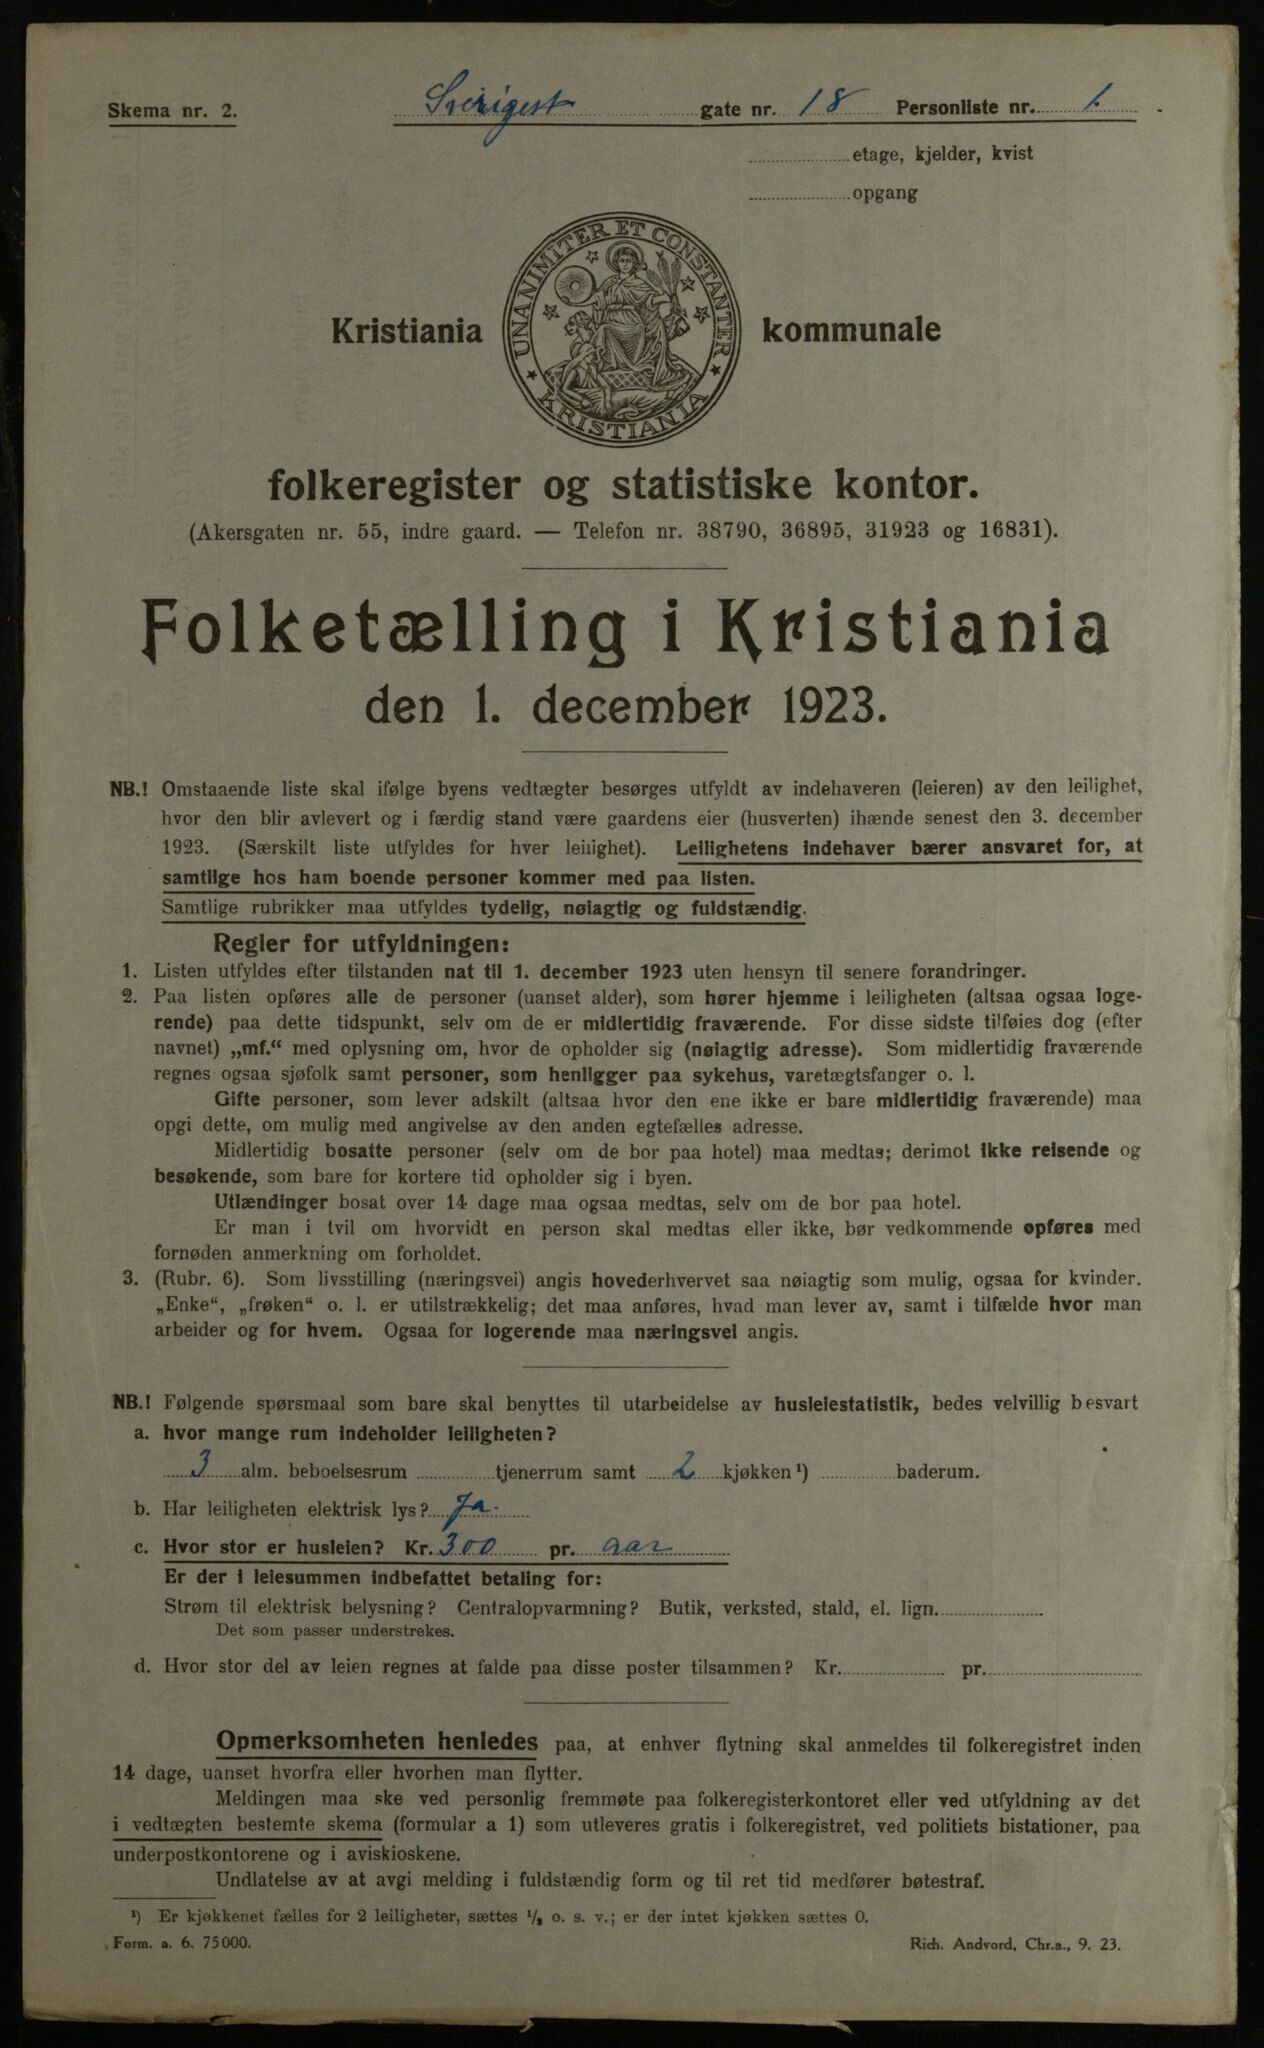 Skema nr. 2. Sverigest gate nr. 18 Personliste nr. 1.
etage, kjelder, kvist
opgang
UNANIMITER ET CONSTANTER
KRISTIANIA
Kristiania kommunale
folkeregister og statistiske kontor.
(Akersgaten nr. 55, indre gaard. — Telefon nr. 38790, 36895, 31923 og 16831).
Folketælling i Kristiania
den 1. december 1923.
NB.! Omstaaende liste skal ifølge byens vedtægter besørges utfyldt av indehaveren (leieren) av den leilighet,
hvor den blir avlevert og i færdig stand være gaardens eier (husverten) ihænde senest den 3. december
1923. (Særskilt liste utfyldes for hver leilighet). Leilighetens indehaver bærer ansvaret for, at
samtlige hos ham boende personer kommer med paa listen.
Samtlige rubrikker maa utfyldes tydelig, nøiagtig og fuldstændig.
Regler for utfyldningen:
1. Listen utfyldes efter tilstanden nat til 1. december 1923 uten hensyn til senere forandringer.
2. Paa listen opføres alle de personer (uanset alder), som hører hjemme i leiligheten (altsaa ogsaa loge-
rende) paa dette tidspunkt, selv om de er midlertidig fraværende. For disse sidste tilføies dog (efter
navnet) „mf.“ med oplysning om, hvor de opholder sig (nøiagtig adresse). Som midlertidig fraværende
regnes ogsaa sjøfolk samt personer, som henligger paa sykehus, varetægtsfanger o. l.
Gifte personer, som lever adskilt (altsaa hvor den ene ikke er bare midlertidig fraværende) maa
opgi dette, om mulig med angivelse av den anden egtefælles adresse.
Midlertidig bosatte personer (selv om de bor paa hotel) maa medtas; derimot ikke reisende og
besøkende, som bare for kortere tid opholder sig i byen.
Utlændinger bosat over 14 dage maa ogsaa medtas, selv om de bor paa hotel.
Er man i tvil om hvorvidt en person skal medtas eller ikke, bør vedkommende opføres med
fornøden anmerkning om forholdet.
3. (Rubr. 6). Som livsstilling (næringsvei) angis hovederhvervet saa nøiagtig som mulig, ogsaa for kvinder.
„Enke“, „frøken“ o. l. er utilstrækkelig; det maa anføres, hvad man lever av, samt i tilfælde hvor man
arbeider og for hvem. Ogsaa for logerende maa næringsvei angis.
NB.! Følgende spørsmaal som bare skal benyttes til utarbeidelse av husleiestatistik, bedes velvillig besvart
a. hvor mange rum indeholder leiligheten?
3 alm. beboelsesrum tjenerrum samt 2 kjøkken¹) baderum.
b. Har leiligheten elektrisk lys? Ja.
c. Hvor stor er husleien? Kr. 300 pr. aar
Er der i leiesummen indbefattet betaling for:
Strøm til elektrisk belysning? Centralopvarmning? Butik, verksted, stald, el. lign.
Det som passer understrekes.
d. Hvor stor del av leien regnes at falde paa disse poster tilsammen? Kr. pr.
Opmerksomheten henledes paa, at enhver flytning skal anmeldes til folkeregistret inden
14 dage, uanset hvorfra eller hvorhen man flytter.
Meldingen maa ske ved personlig fremmøte paa folkeregisterkontoret eller ved utfyldning av det
i vedtægten bestemte skema (formular a 1) som utleveres gratis i folkeregistret, ved politiets bistationer, paa
underpostkontorene og i aviskioskene.
Undlatelse av at avgi melding i fuldstændig form og til ret tid medfører bøtestraf.
¹) Er kjøkkenet fælles for 2 leiligheter, sættes ½ o. s. v.; er der intet kjøkken sættes 0.
Form. a. 6. 75000. Rich. Andvord, Chr.a., 9. 23.